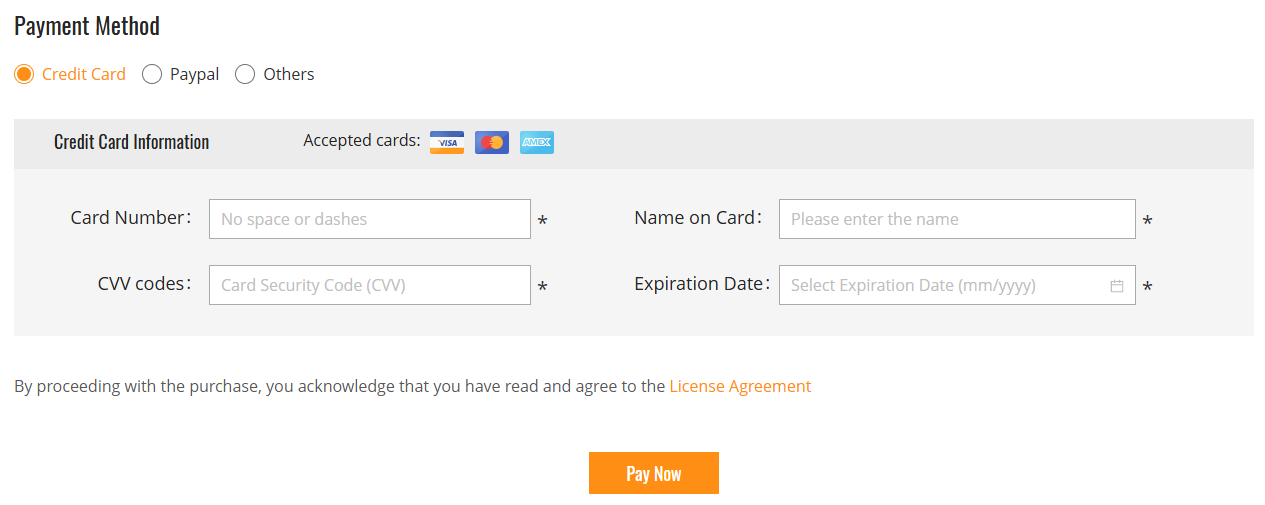 Payment Method
Credit Card Paypal Others
Credit Card Information Accepted cards: VISA AMEX
Card Number: No space or dashes * Name on Card: Please enter the name *
CVV codes: Card Security Code (CVV) * Expiration Date: Select Expiration Date (mm/yyyy) *
By proceeding with the purchase, you acknowledge that you have read and agree to the License Agreement
Pay Now